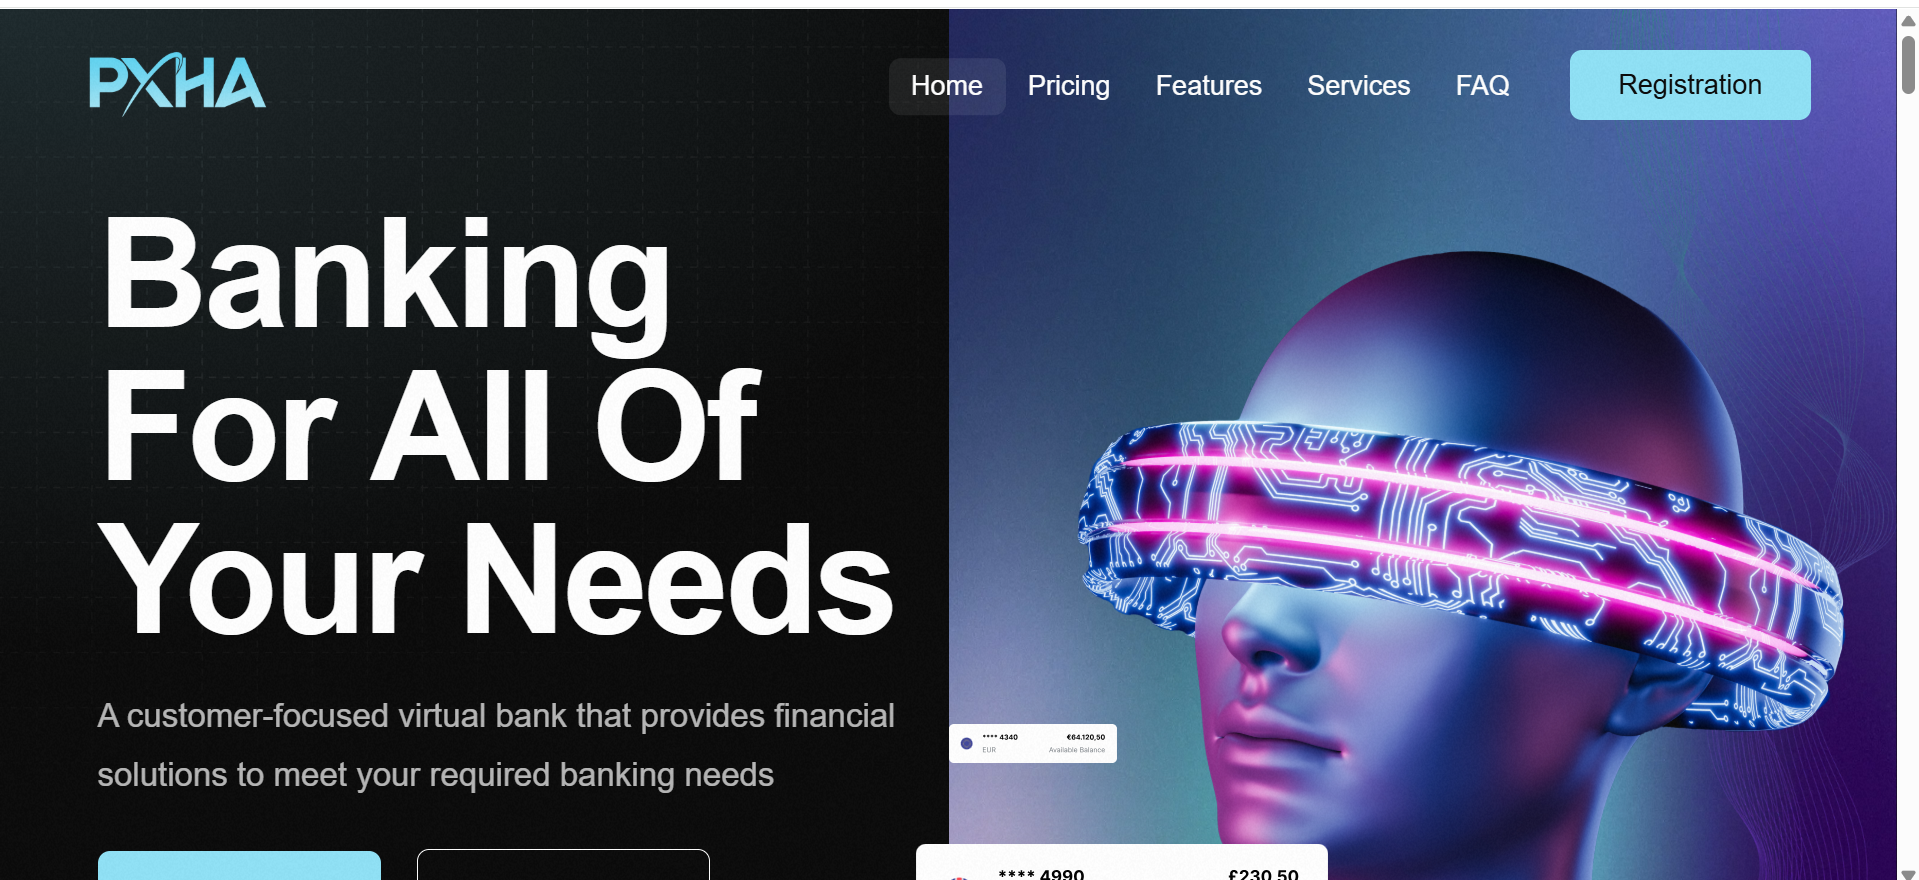 PXHA
Home Pricing Features Services FAQ Registration
Banking
For All Of
Your Needs
A customer-focused virtual bank that provides financial
solutions to meet your required banking needs
**** 4340 €64.120,50
EUR Available Balance
**** 4990 £230.50